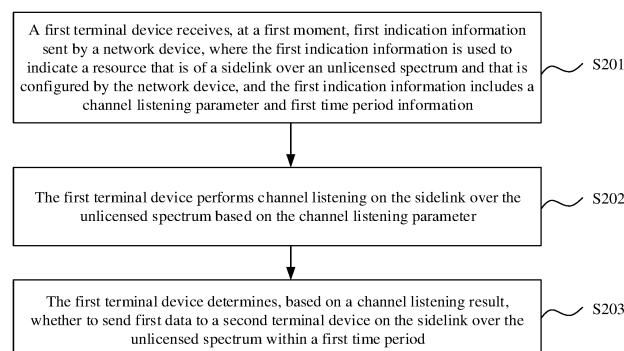 A first terminal device receives, at a first moment, first indication information
sent by a network device, where the first indication information is used to
indicate a resource that is of a sidelink over an unlicensed spectrum and that is
configured by the network device, and the first indication information includes a
channel listening parameter and first time period information
S201
The first terminal device performs channel listening on the sidelink over the
unlicensed spectrum based on the channel listening parameter
S202
The first terminal device determines, based on a channel listening result,
whether to send first data to a second terminal device on the sidelink over the
unlicensed spectrum within a first time period
S203